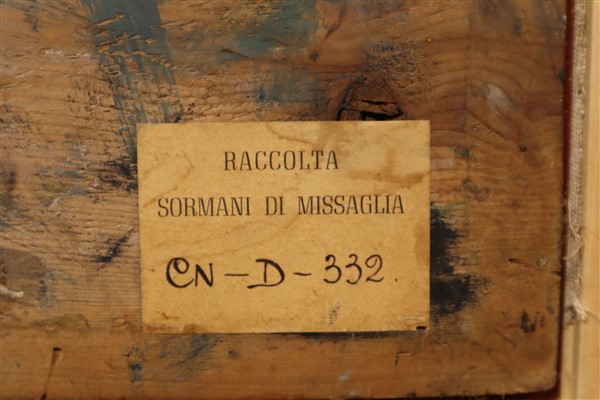 RACCOLTA
SORMANI DI MISSAGLIA
CN-D-332.